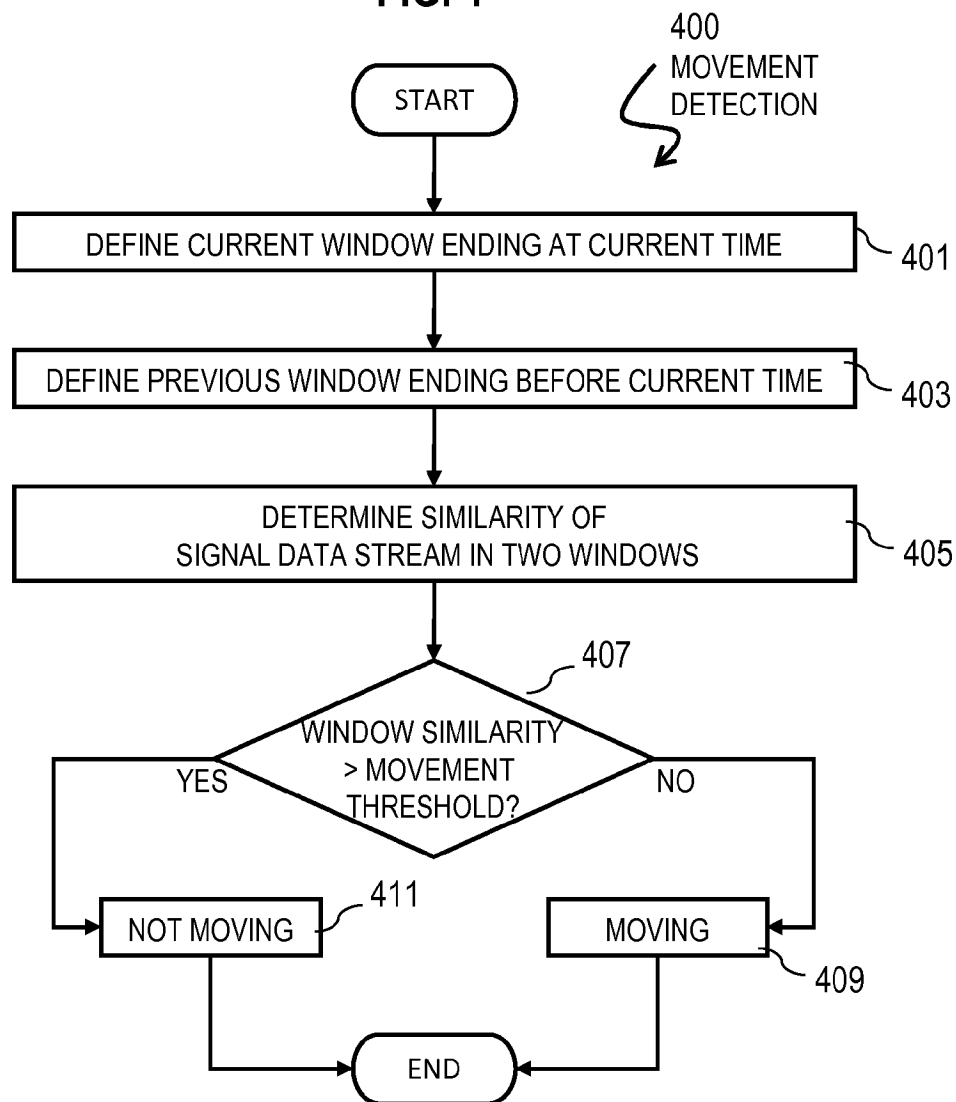 400
MOVEMENT
DETECTION
START
DEFINE CURRENT WINDOW ENDING AT CURRENT TIME
401
DEFINE PREVIOUS WINDOW ENDING BEFORE CURRENT TIME
403
DETERMINE SIMILARITY OF
SIGNAL DATA STREAM IN TWO WINDOWS
405
407
WINDOW SIMILARITY
> MOVEMENT
THRESHOLD?
YES
NO
411
NOT MOVING
MOVING
409
END